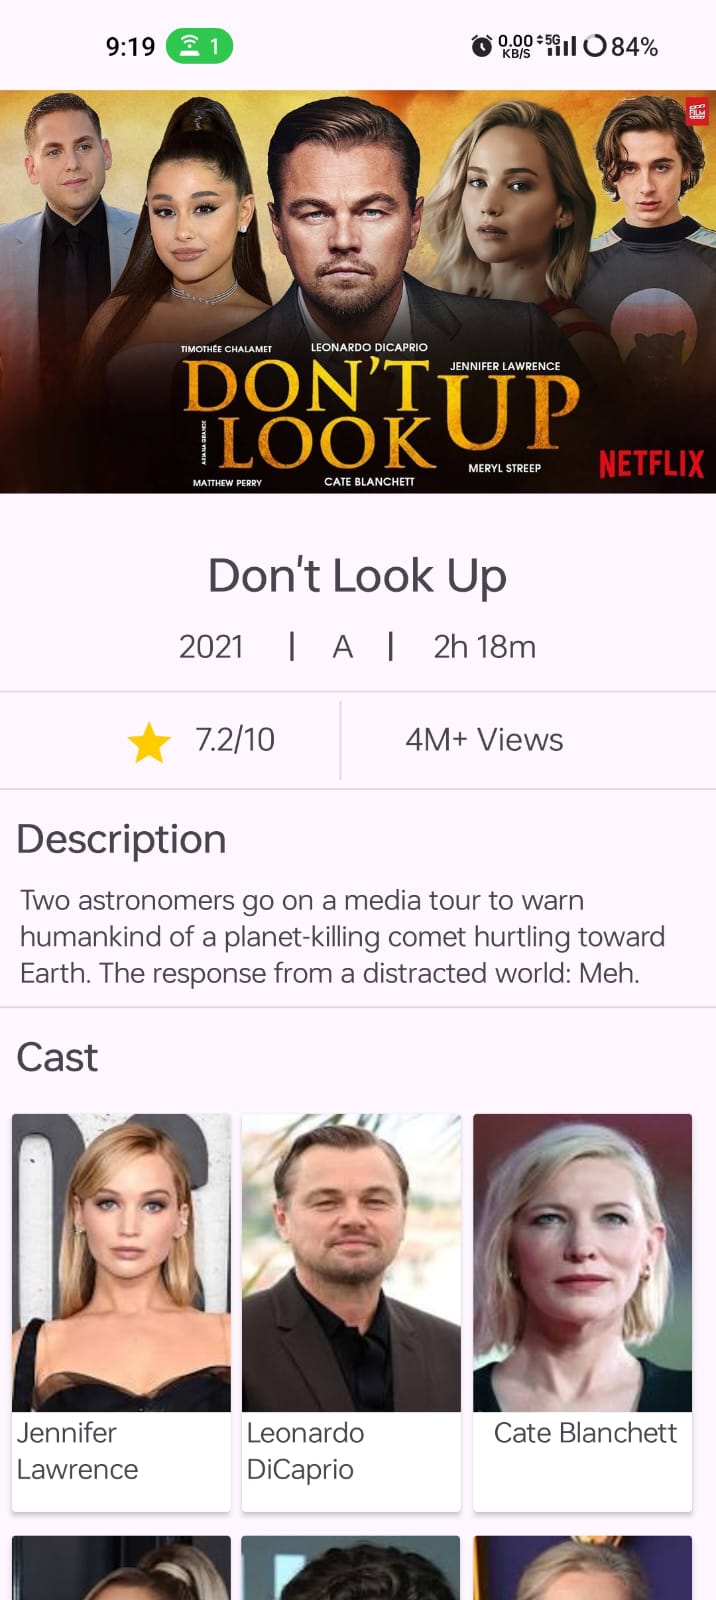 9:19 1 0.00 KB/S 5G 84%
FILM
TIMOTHÉE CHALAMET LEONARDO DICAPRIO JENNIFER LAWRENCE
DON'T LOOK UP
ARIANA GRANDE
MATTHEW PERRY CATE BLANCHETT MERYL STREEP
NETFLIX
Don't Look Up
2021 | A | 2h 18m
7.2/10 4M+ Views
Description
Two astronomers go on a media tour to warn
humankind of a planet-killing comet hurtling toward
Earth. The response from a distracted world: Meh.
Cast
Jennifer
Lawrence
Leonardo
DiCaprio
Cate Blanchett